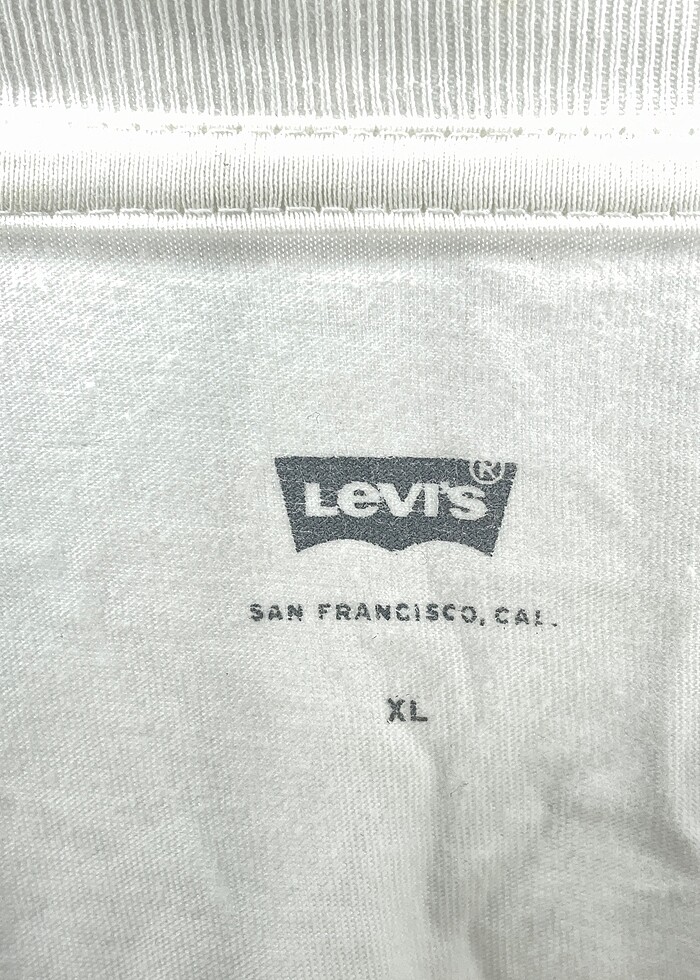 Levi's®
SAN FRANCISCO, CAL.
XL